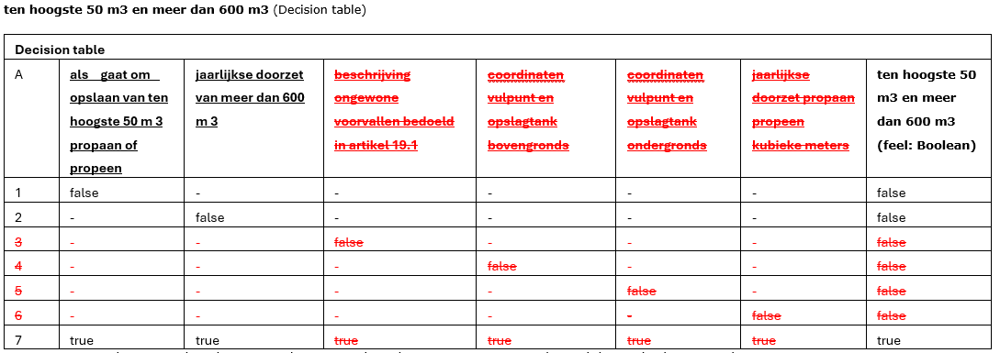 ten hoogste 50 m3 en meer dan 600 m3 (Decision table)
Decision table
A
als gaat om
opslaan van ten
hoogste 50 m 3
propaan of
propeen
jaarlijkse doorzet
van meer dan 600
m 3
beschrijving
ongewone
voorvallen bedoeld
in artikel 19.1
coordinaten
vulpunt en
opslagtank
bovengronds
coordinaten
vulpunt en
opslagtank
ondergronds
jaarlijkse
doorzet propaan
propeen
kubieke meters
ten hoogste 50
m3 en meer
dan 600 m3
(feel: Boolean)
1 false - - - - - false
2 - false - - - - false
3 - - false - - - false
4 - - - false - - false
5 - - - - false - false
6 - - - - - false false
7 true true true true true true true